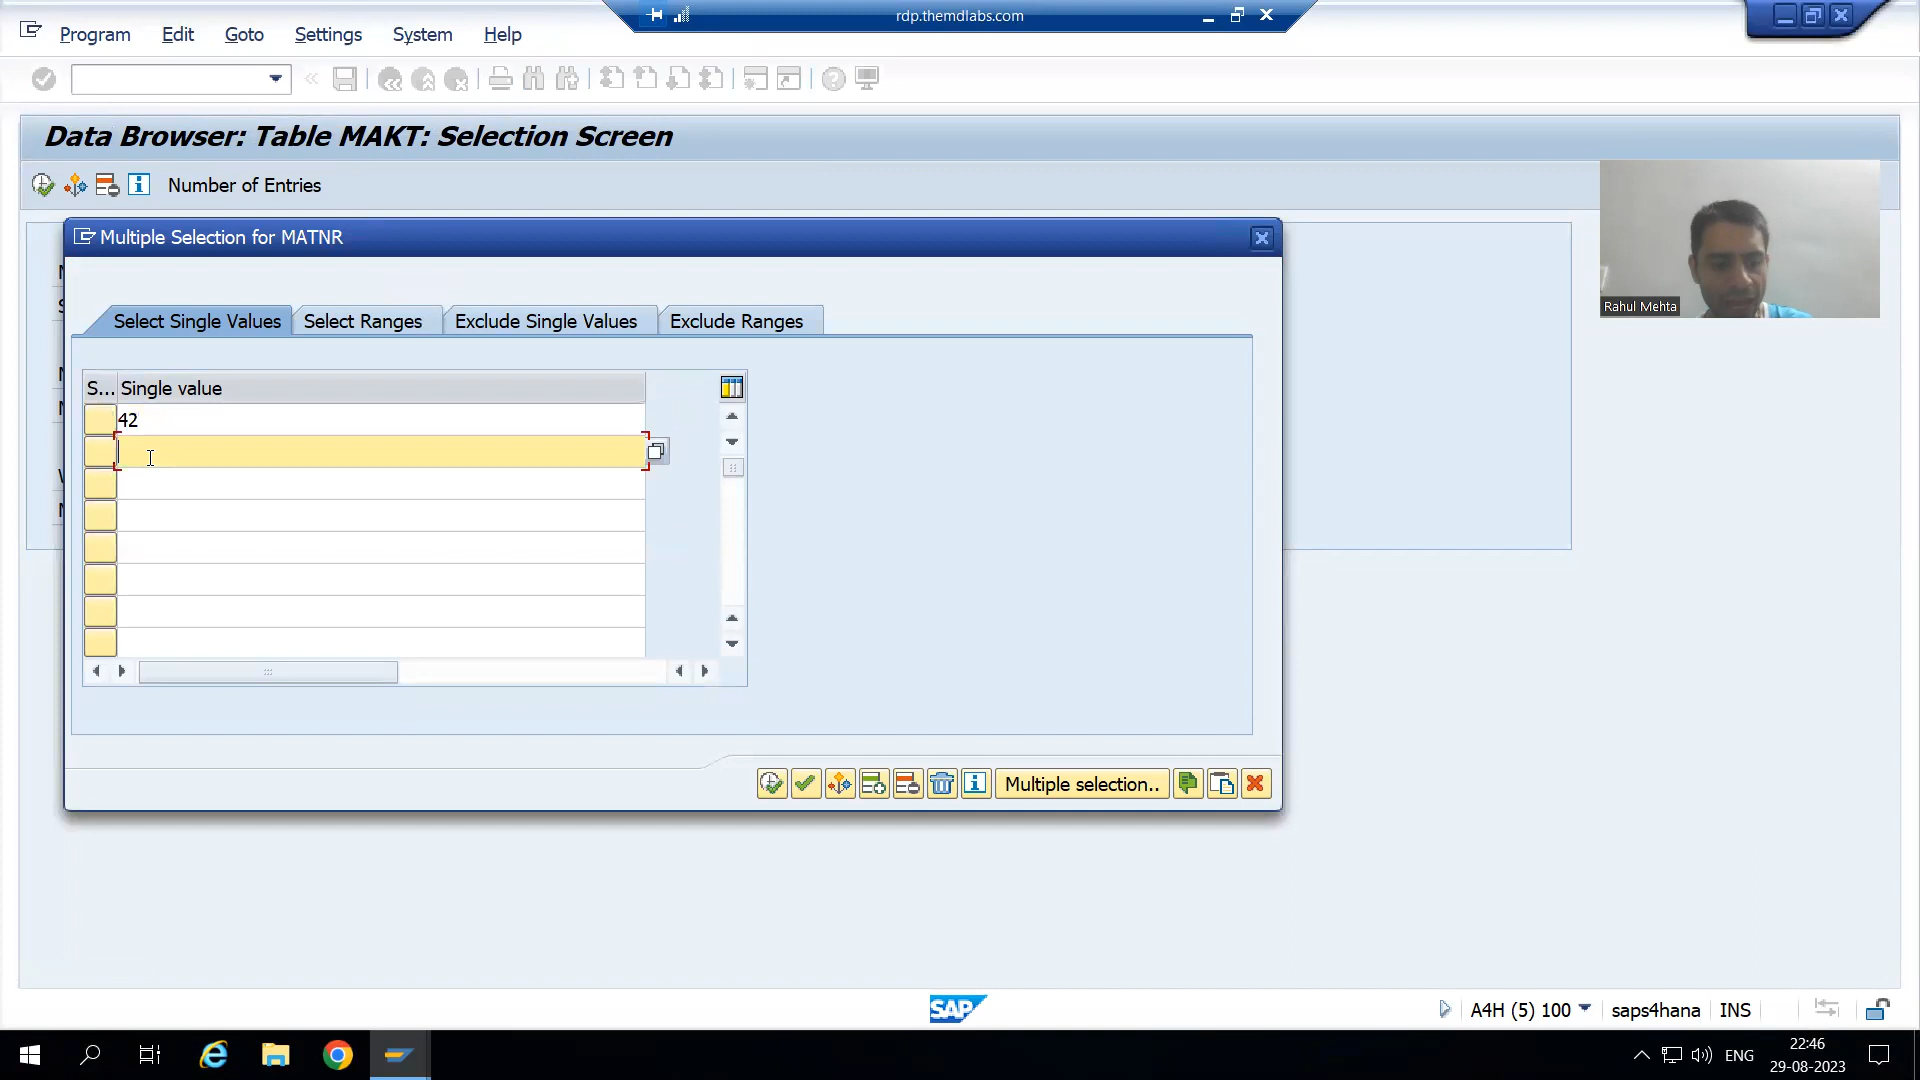 rdp.themdlabs.com
Program Edit Goto Settings System Help
Data Browser: Table MAKT: Selection Screen
Number of Entries
Multiple Selection for MATNR
Select Single Values Select Ranges Exclude Single Values Exclude Ranges
S... Single value
42
Multiple selection..
Rahul Mehta
SAP
A4H (5) 100 saps4hana INS
ENG
22:46
29-08-2023